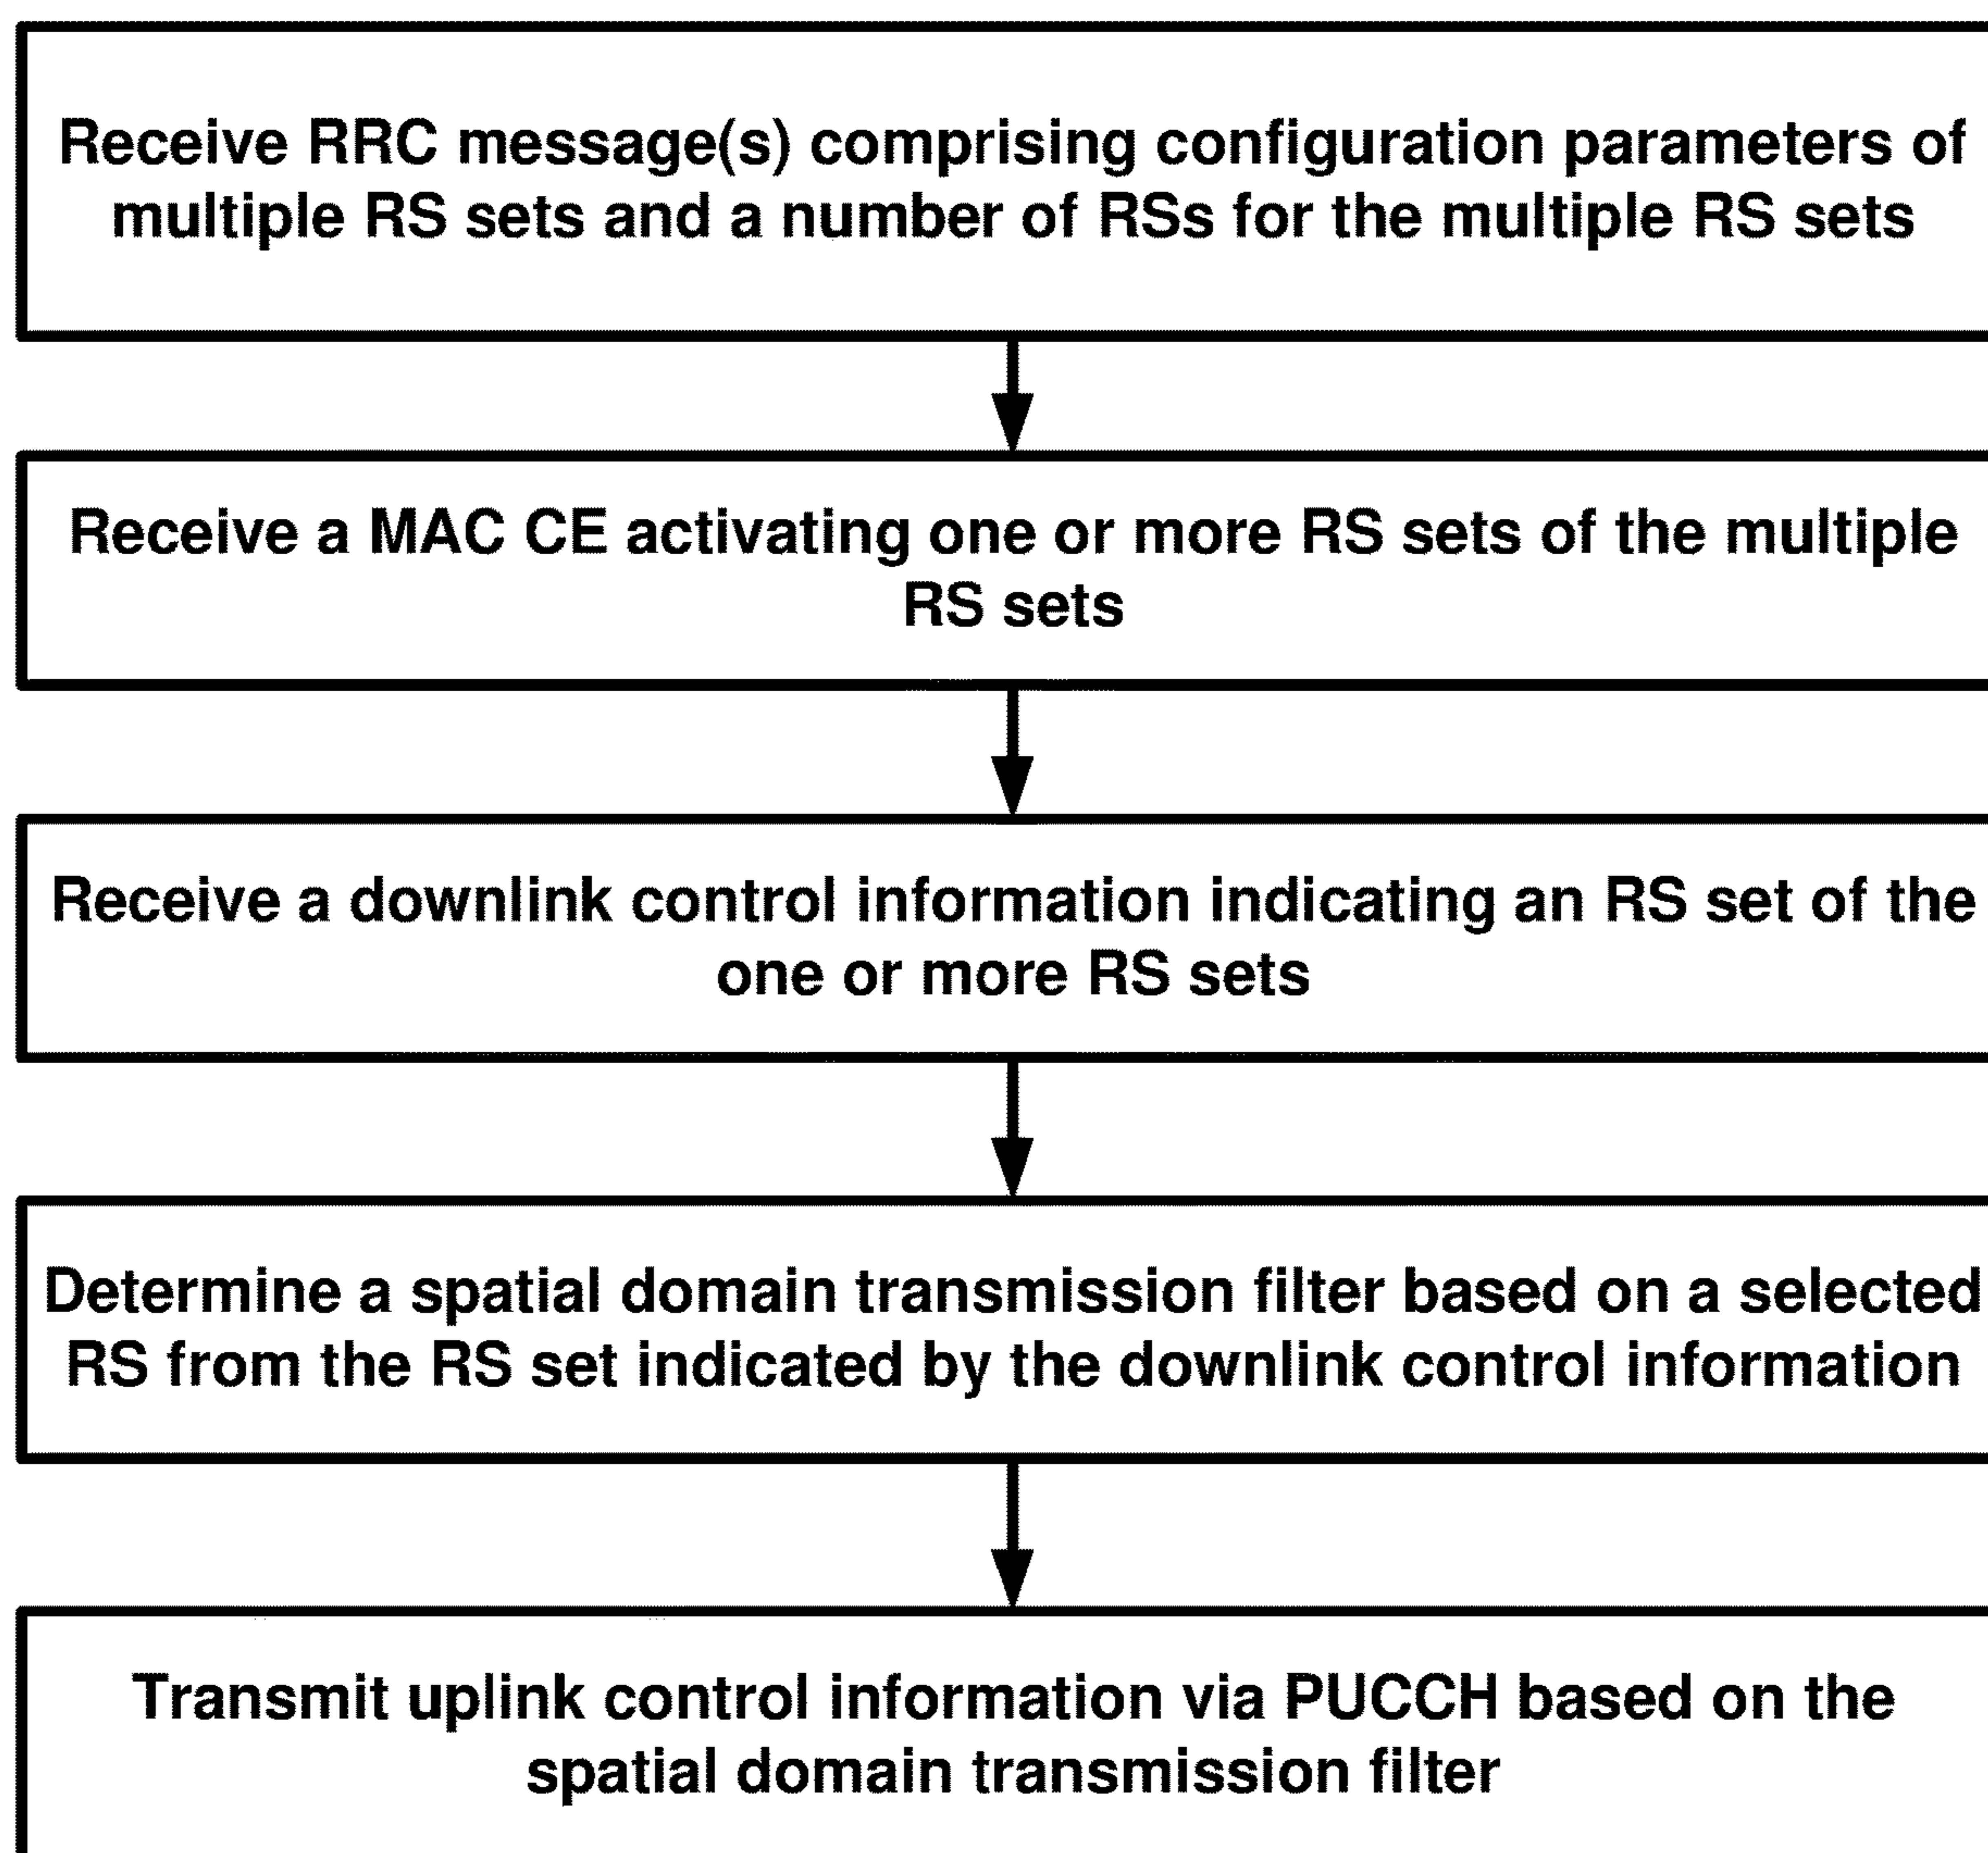 Receive RRC message(s) comprising configuration parameters of
multiple RS sets and a number of RSs for the multiple RS sets
Receive a MAC CE activating one or more RS sets of the multiple
RS sets
Receive a downlink control information indicating an RS set of the
one or more RS sets
Determine a spatial domain transmission filter based on a selected
RS from the RS set indicated by the downlink control information
Transmit uplink control information via PUCCH based on the
spatial domain transmission filter